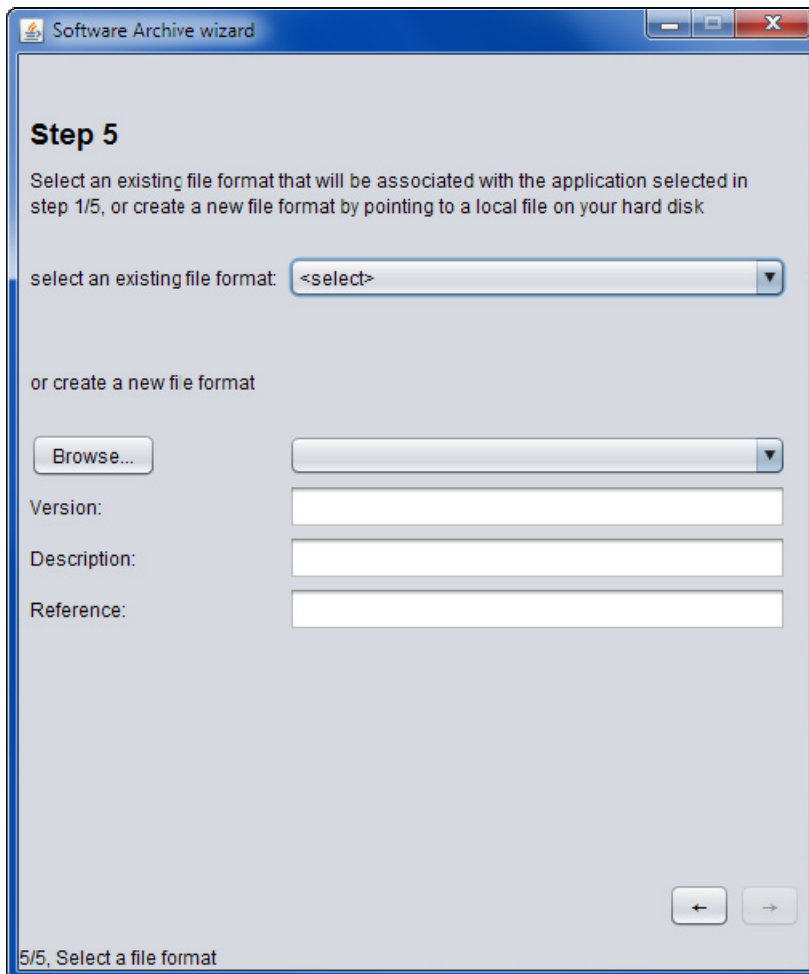 Software Archive wizard
Step 5
Select an existing file format that will be associated with the application selected in
step 1/5, or create a new file format by pointing to a local file on your hard disk
select an existing file format: <select>
or create a new file format
Browse...
Version:
Description:
Reference:
← →
5/5, Select a file format